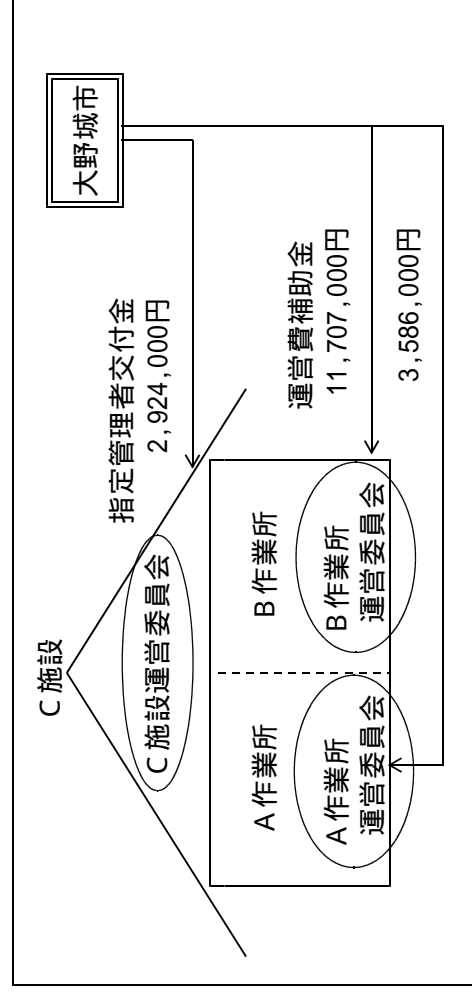 C施設
C施設運営委員会
A作業所
B作業所
A作業所
運営委員会
B作業所
運営委員会
指定管理者交付金
2,924,000円
運営費補助金
11,707,000円
3,586,000円
大野城市